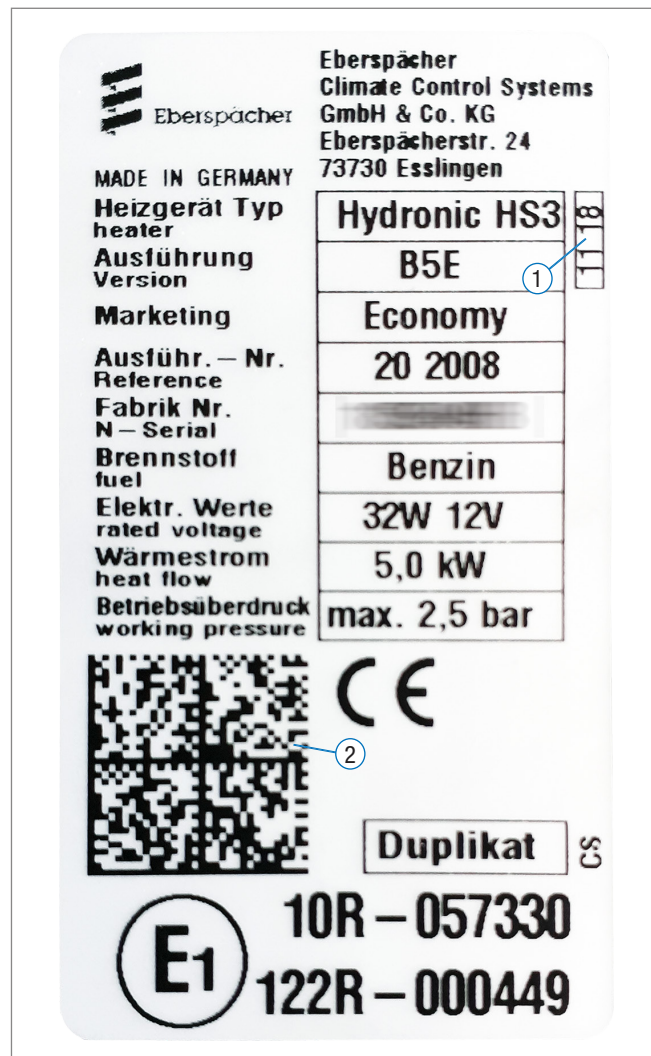 Eberspächer
Eberspächer
Climate Control Systems
GmbH & Co. KG
Eberspächerstr. 24
73730 Esslingen
MADE IN GERMANY
Heizgerät Typ
heater
Hydronic HS3
11 18
1
Ausführung
Version
B5E
Marketing
Economy
Ausführ. – Nr.
Reference
20 2008
Fabrik Nr.
N – Serial
Brennstoff
fuel
Benzin
Elektr. Werte
rated voltage
32W 12V
Wärmestrom
heat flow
5,0 kW
Betriebsüberdruck
working pressure
max. 2,5 bar
CE
2
Duplikat
CS
E1
10R – 057330
122R – 000449